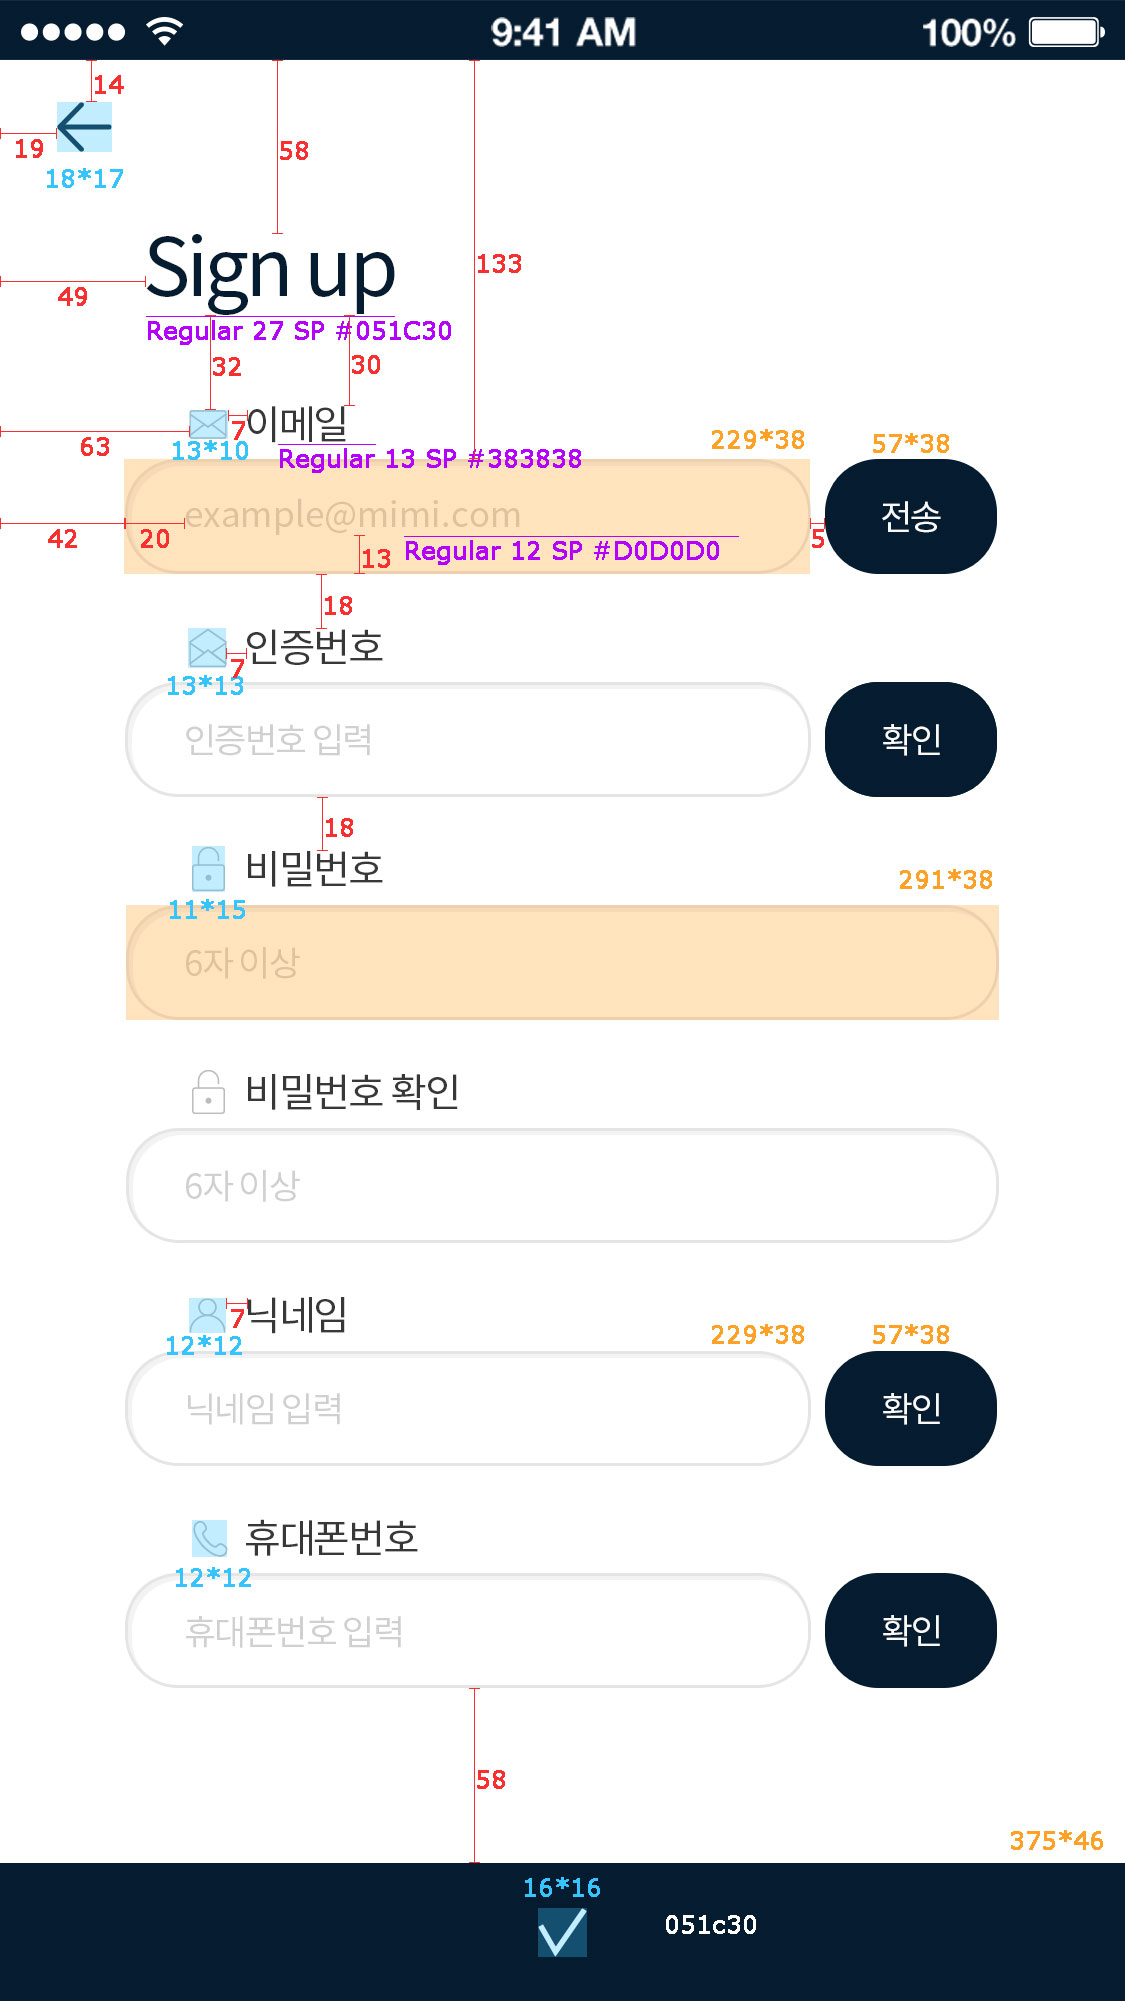 9:41 AM 100%
14
19
18*17
58
133
Sign up
49
Regular 27 SP #051C30
32
30
이메일
7
63
13*10
Regular 13 SP #383838
229*38
57*38
example@mimi.com
전송
42
20
5
13
Regular 12 SP #D0D0D0
18
인증번호
7
13*13
인증번호 입력
확인
18
비밀번호
11*15
291*38
6자 이상
비밀번호 확인
6자 이상
닉네임
7
12*12
229*38
57*38
닉네임 입력
확인
휴대폰번호
12*12
휴대폰번호 입력
확인
58
375*46
16*16
051c30